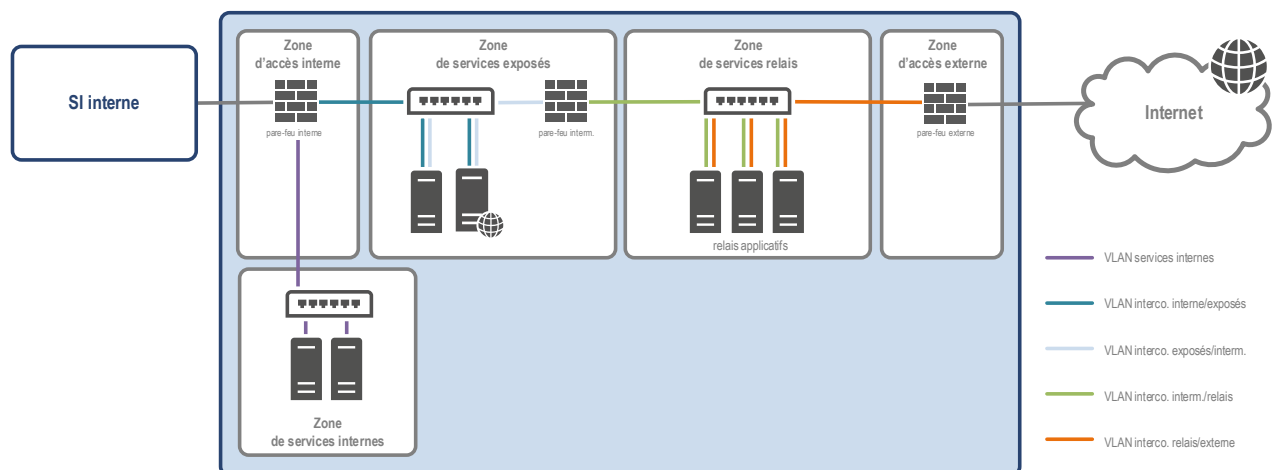 SI interne
Zone
d'accès interne
pare-feu interne
Zone
de services exposés
pare-feu interm.
Zone
de services relais
relais applicatifs
Zone
d'accès externe
pare-feu externe
Internet
Zone
de services internes
VLAN services internes
VLAN interco. interne/exposés
VLAN interco. exposés/interm.
VLAN interco. interm./relais
VLAN interco. relais/externe